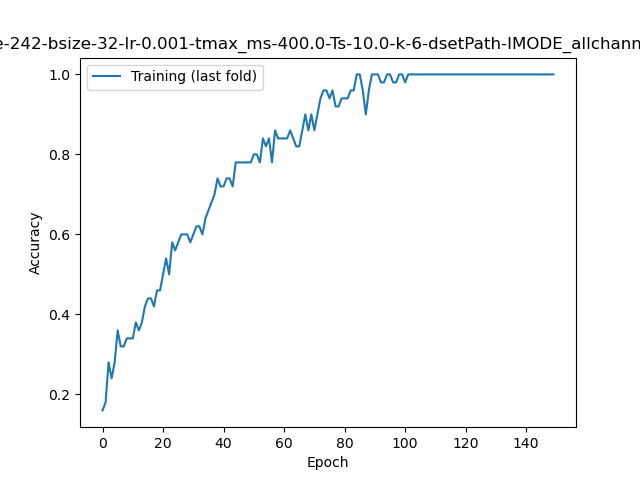 e-242-bsize-32-lr-0.001-tmax_ms-400.0-Ts-10.0-k-6-dsetPath-IMODE_allchann
Training (last fold)
1.0
0.8
0.6
0.4
0.2
Accuracy
0 20 40 60 80 100 120 140
Epoch